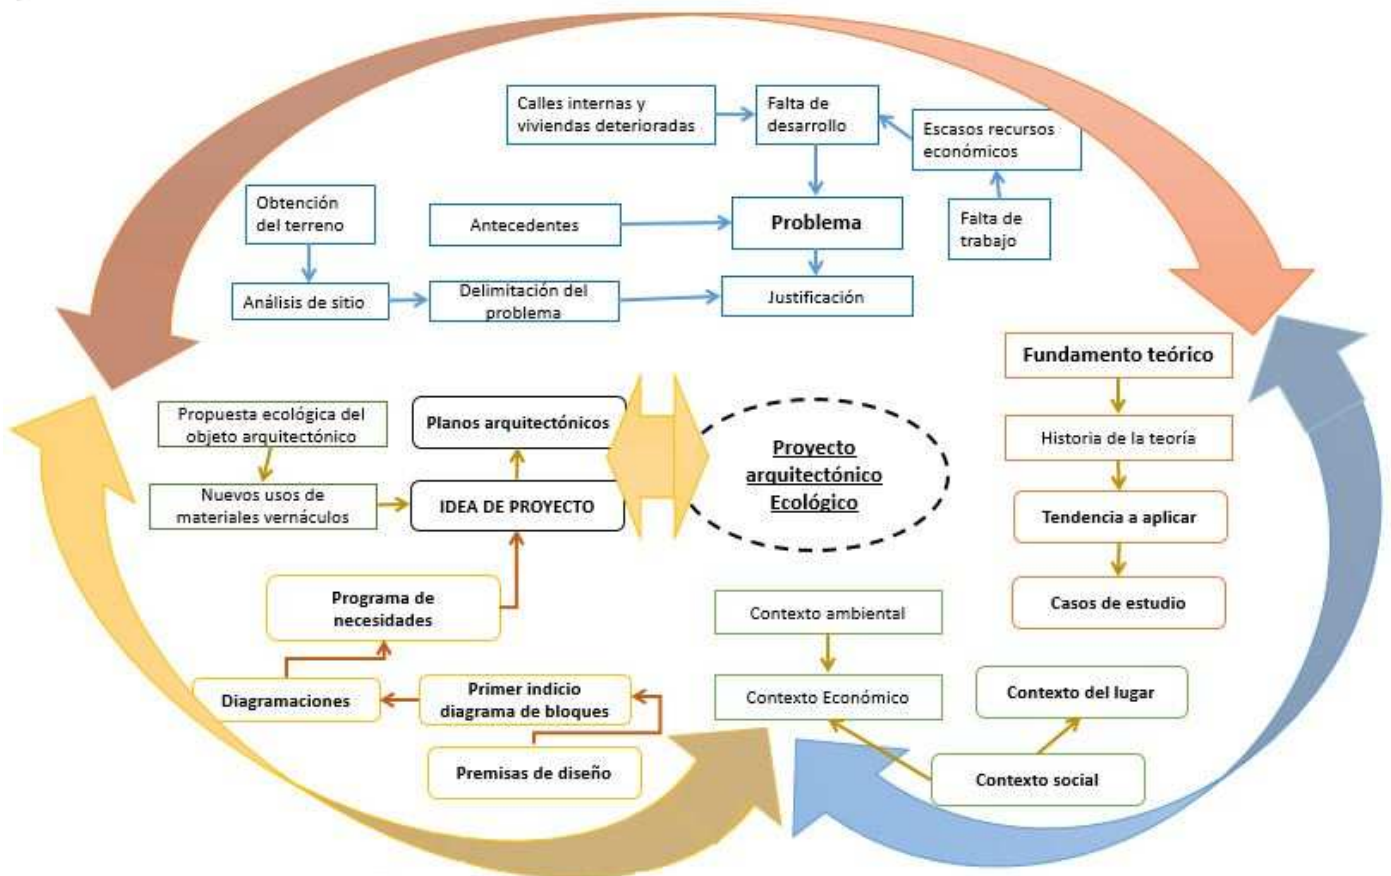 Calles internas y
viviendas deterioradas
Falta de
desarrollo
Escasos recursos
económicos
Falta de
trabajo
Obtención
del terreno
Antecedentes
Problema
Análisis de sitio
Delimitación del
problema
Justificación
Fundamento teórico
Historia de la teoría
Tendencia a aplicar
Casos de estudio
Propuesta ecológica del
objeto arquitectónico
Planos arquitectónicos
Nuevos usos de
materiales vernáculos
IDEA DE PROYECTO
Proyecto
arquitectónico
Ecológico
Programa de
necesidades
Diagramaciones
Primer indicio
diagrama de bloques
Premisas de diseño
Contexto ambiental
Contexto Económico
Contexto del lugar
Contexto social